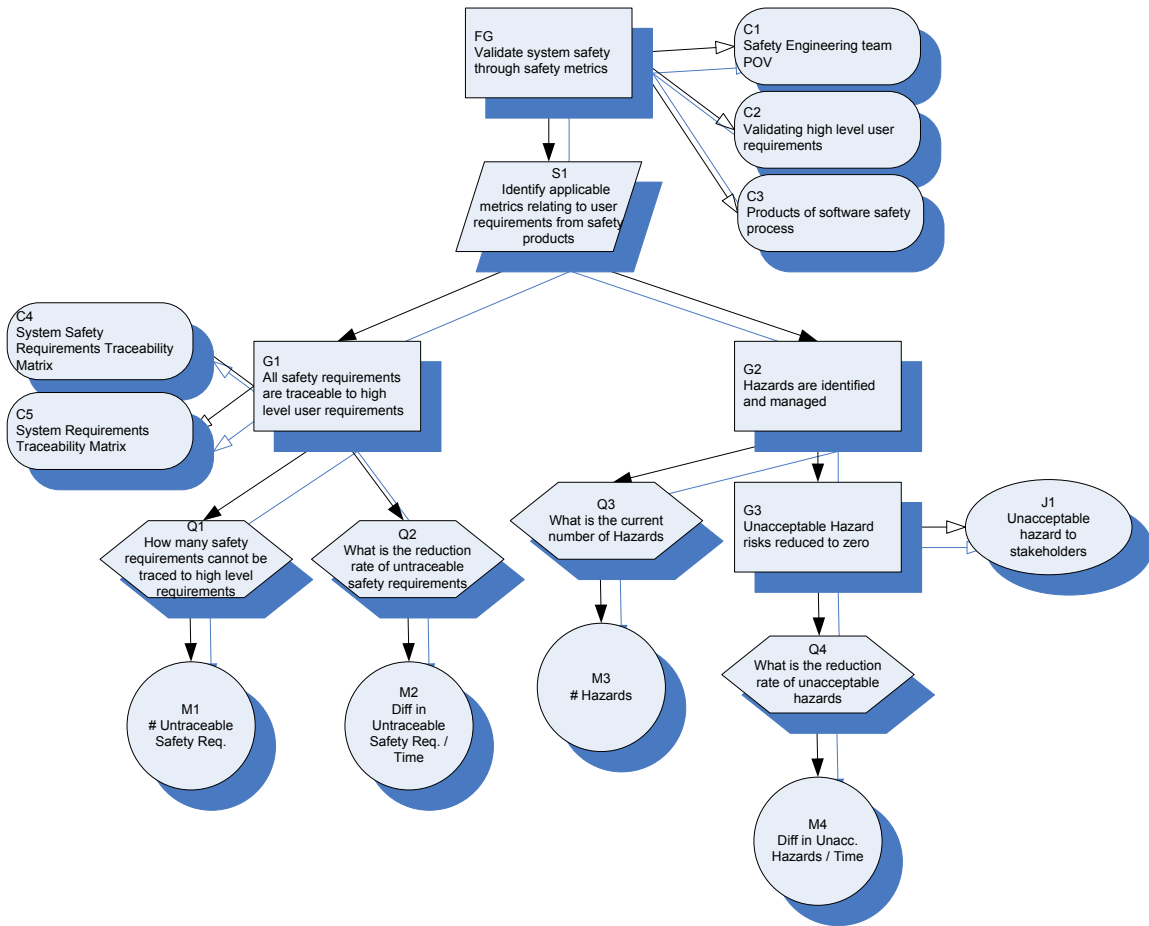 FG
Validate system safety
through safety metrics
C1
Safety Engineering team
POV
C2
Validating high level user
requirements
C3
Products of software safety
process
S1
Identify applicable
metrics relating to user
requirements from safety
products
C4
System Safety
Requirements Traceability
Matrix
C5
System Requirements
Traceability Matrix
G1
All safety requirements
are traceable to high
level user requirements
G2
Hazards are identified
and managed
Q1
How many safety
requirements cannot be
traced to high level
requirements
Q2
What is the reduction
rate of untraceable
safety requirements
Q3
What is the current
number of Hazards
G3
Unacceptable Hazard
risks reduced to zero
J1
Unacceptable
hazard to
stakeholders
M1
# Untraceable
Safety Req.
M2
Diff in
Untraceable
Safety Req. /
Time
M3
# Hazards
Q4
What is the reduction
rate of unacceptable
hazards
M4
Diff in Unacc.
Hazards / Time